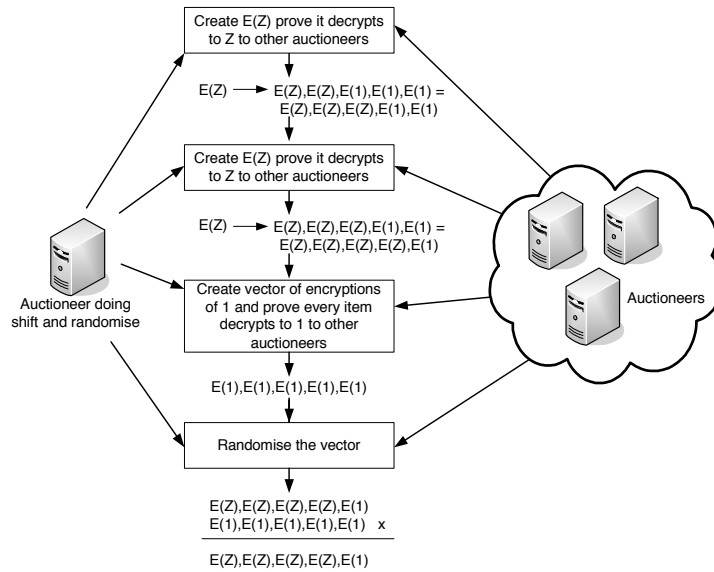 Create E(Z) prove it decrypts
to Z to other auctioneers
E(Z) E(Z),E(Z),E(1),E(1),E(1) =
E(Z),E(Z),E(Z),E(1),E(1)
Create E(Z) prove it decrypts
to Z to other auctioneers
E(Z) E(Z),E(Z),E(Z),E(1),E(1) =
E(Z),E(Z),E(Z),E(Z),E(1)
Auctioneer doing
shift and randomise
Create vector of encryptions
of 1 and prove every item
decrypts to 1 to other
auctioneers
Auctioneers
E(1),E(1),E(1),E(1),E(1)
Randomise the vector
E(Z),E(Z),E(Z),E(Z),E(1)
E(1),E(1),E(1),E(1),E(1) x
E(Z),E(Z),E(Z),E(Z),E(1)